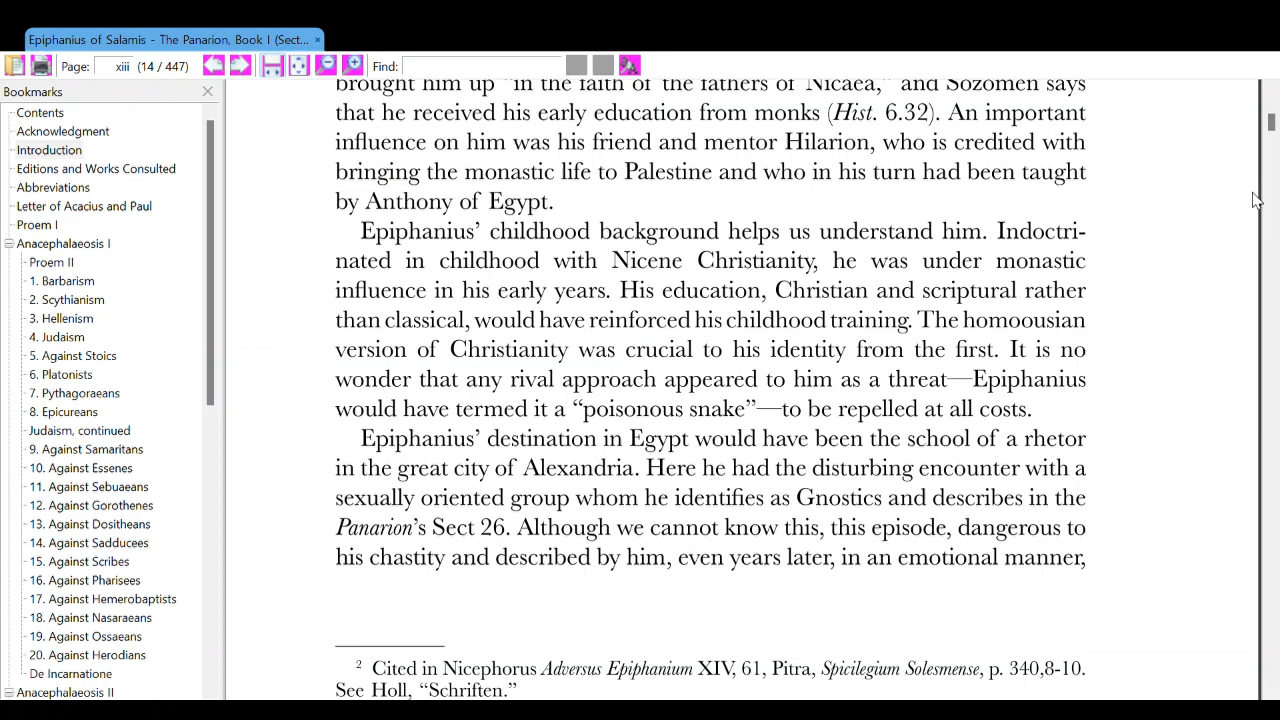 Epiphanius of Salamis - The Panarion, Book I (Sect... ×
Page: xiii (14 / 447) Find:
Bookmarks
Contents
Acknowledgment
Introduction
Editions and Works Consulted
Abbreviations
Letter of Acacius and Paul
Proem I
Anacephalaeosis I
Proem II
1. Barbarism
2. Scythianism
3. Hellenism
4. Judaism
5. Against Stoics
6. Platonists
7. Pythagoraeans
8. Epicureans
Judaism, continued
9. Against Samaritans
10. Against Essenes
11. Against Sebuaeans
12. Against Gorothenes
13. Against Dositheans
14. Against Sadducees
15. Against Scribes
16. Against Pharisees
17. Against Hemerobaptists
18. Against Nasaraeans
19. Against Ossaeans
20. Against Herodians
De Incarnatone
Anacephalaeosis II
brought him up “in the faith of the fathers of Nicaea,” and Sozomen says
that he received his early education from monks (Hist. 6.32). An important
influence on him was his friend and mentor Hilarion, who is credited with
bringing the monastic life to Palestine and who in his turn had been taught
by Anthony of Egypt.
Epiphanius’ childhood background helps us understand him. Indoctri-
nated in childhood with Nicene Christianity, he was under monastic
influence in his early years. His education, Christian and scriptural rather
than classical, would have reinforced his childhood training. The homoousian
version of Christianity was crucial to his identity from the first. It is no
wonder that any rival approach appeared to him as a threat—Epiphanius
would have termed it a “poisonous snake”—to be repelled at all costs.
Epiphanius’ destination in Egypt would have been the school of a rhetor
in the great city of Alexandria. Here he had the disturbing encounter with a
sexually oriented group whom he identifies as Gnostics and describes in the
Panarion’s Sect 26. Although we cannot know this, this episode, dangerous to
his chastity and described by him, even years later, in an emotional manner,
2 Cited in Nicephorus Adversus Epiphanium XIV, 61, Pitra, Spicilegium Solesmense, p. 340,8-10.
See Holl, “Schriften.”